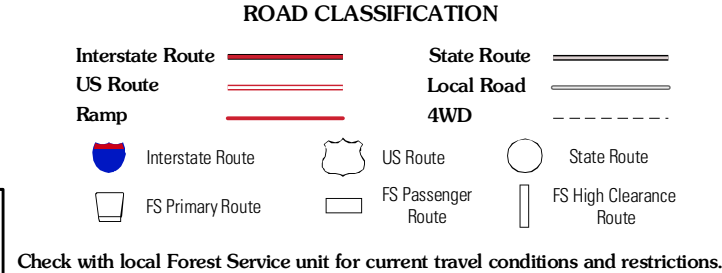 ROAD CLASSIFICATION
Interstate Route
State Route
US Route
Local Road
Ramp
4WD
Interstate Route
US Route
State Route
FS Primary Route
FS Passenger
Route
FS High Clearance
Route
Check with local Forest Service unit for current travel conditions and restrictions.